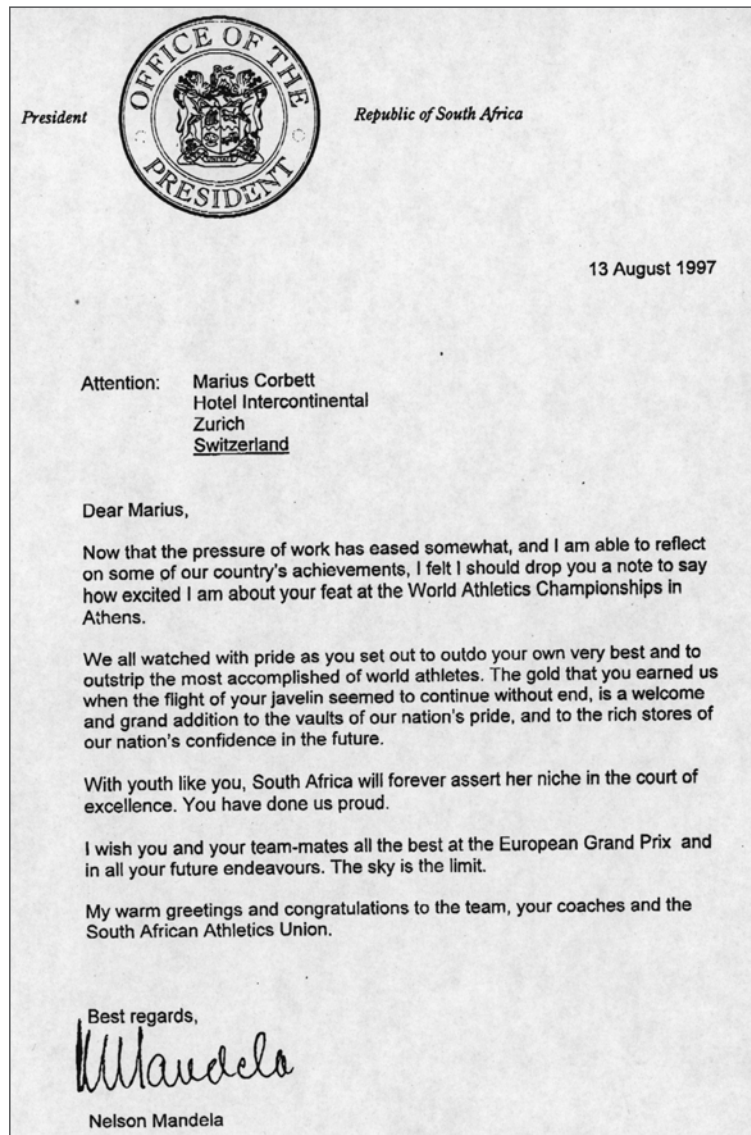 OFFICE OF THE
PRESIDENT
President
Republic of South Africa
13 August 1997
Attention: Marius Corbett
Hotel Intercontinental
Zurich
Switzerland
Dear Marius,
Now that the pressure of work has eased somewhat, and I am able to reflect
on some of our country's achievements, I felt I should drop you a note to say
how excited I am about your feat at the World Athletics Championships in
Athens.
We all watched with pride as you set out to outdo your own very best and to
outstrip the most accomplished of world athletes. The gold that you earned us
when the flight of your javelin seemed to continue without end, is a welcome
and grand addition to the vaults of our nation's pride, and to the rich stores of
our nation's confidence in the future.
With youth like you, South Africa will forever assert her niche in the court of
excellence. You have done us proud.
I wish you and your team-mates all the best at the European Grand Prix and
in all your future endeavours. The sky is the limit.
My warm greetings and congratulations to the team, your coaches and the
South African Athletics Union.
Best regards,
NMandela
Nelson Mandela